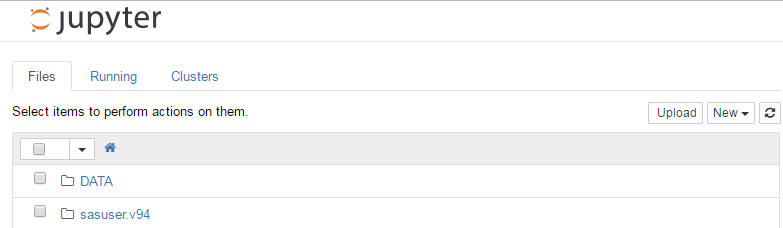 jupyter
Files Running Clusters
Select items to perform actions on them.
Upload New
DATA
sasuser.v94